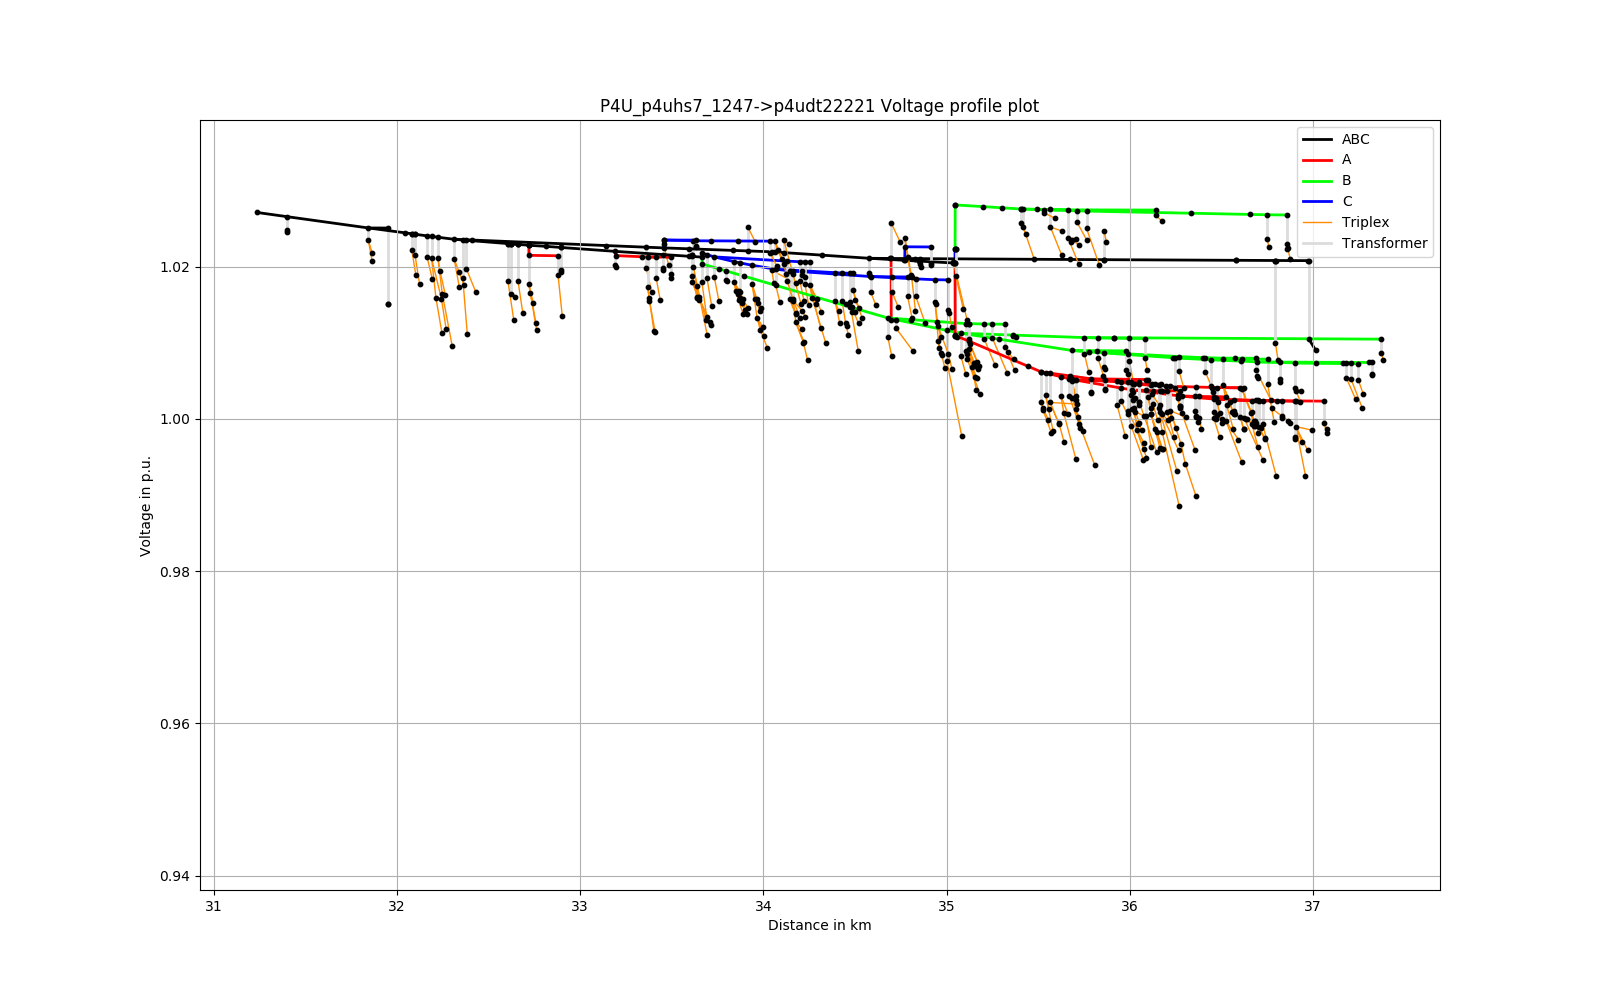 P4U_p4uhs7_1247->p4udt22221 Voltage profile plot
ABC
A
B
C
Triplex
Transformer
Voltage in p.u.
1.02
1.00
0.98
0.96
0.94
31 32 33 34 35 36 37
Distance in km